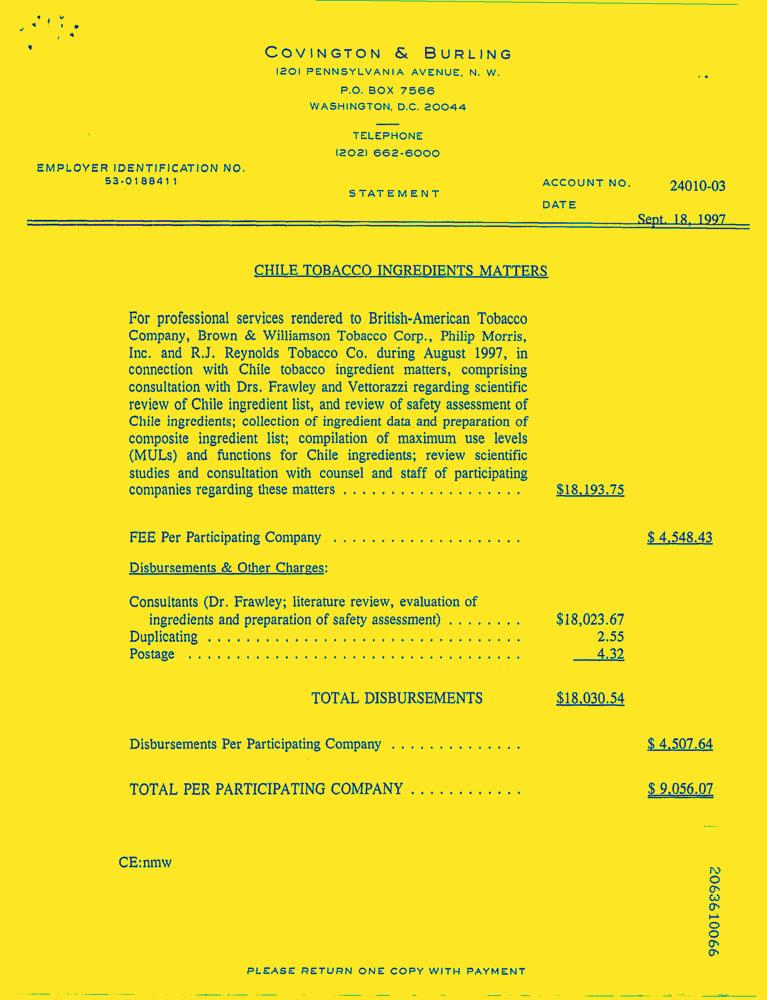 COVINGTON & BURLING
1201 PENNSYLVANIA AVENUE, N. W.
P.O. BOX 7566
WASHINGTON, D.C. 20044
TELEPHONE
(202) 662-6000
EMPLOYER IDENTIFICATION NO.
53-0188411
STATEMENT
ACCOUNT NO. 24010-03
DATE
Sept. 18, 1997
CHILE TOBACCO INGREDIENTS MATTERS
For professional services rendered to British-American Tobacco
Company, Brown & Williamson Tobacco Corp., Philip Morris,
Inc. and R.J. Reynolds Tobacco Co. during August 1997, in
connection with Chile tobacco ingredient matters, comprising
consultation with Drs. Frawley and Vettorazzi regarding scientific
review of Chile ingredient list, and review of safety assessment of
Chile ingredients; collection of ingredient data and preparation of
composite ingredient list; compilation of maximum use levels
(MULs) and functions for Chile ingredients; review scientific
studies and consultation with counsel and staff of participating
companies regarding these matters . . . . . . . . . . . . . . . . . . . $18,193.75
FEE Per Participating Company . . . . . . . . . . . . . . . . . . . . $ 4,548.43
Disbursements & Other Charges:
Consultants (Dr. Frawley; literature review, evaluation of
ingredients and preparation of safety assessment) . . . . . . . . $18,023.67
Duplicating . . . . . . . . . . . . . . . . . . . . . . . . . . . . . . . . . 2.55
Postage . . . . . . . . . . . . . . . . . . . . . . . . . . . . . . . . . . . 4.32
TOTAL DISBURSEMENTS $18,030.54
Disbursements Per Participating Company . . . . . . . . . . . . . . $ 4,507.64
TOTAL PER PARTICIPATING COMPANY . . . . . . . . . . . . $ 9,056.07
CE:nmw
2063610066
PLEASE RETURN ONE COPY WITH PAYMENT